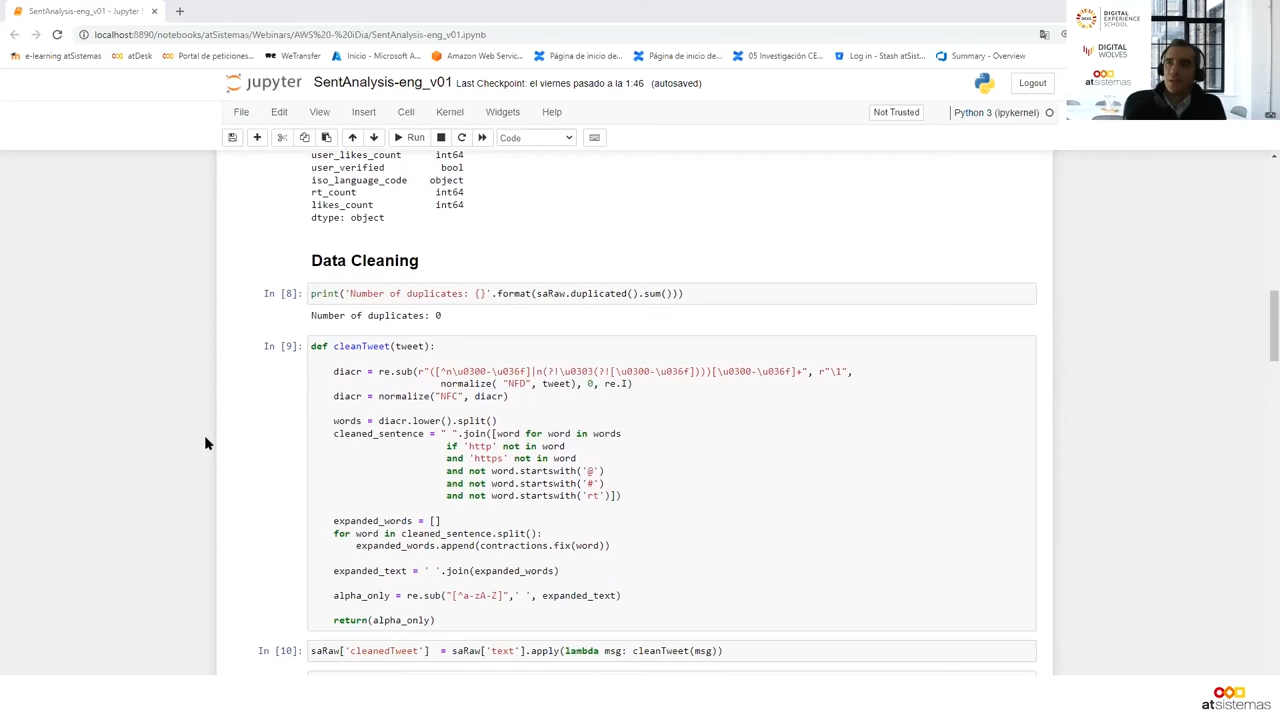 SentAnalysis-eng_v01 - Jupyter N
localhost:8890/notebooks/atSistemas/Webinars/AWS%20-%20iDia/SentAnalysis-eng_v01.ipynb
e-learning atSistemas atDesk Portal de peticiones... WeTransfer Inicio - Microsoft A... Amazon Web Servic... Página de inicio de... Página de inicio de... 05 Investigación CE... Log in - Stash atSist... Summary - Overview
DIGITAL EXPERIENCE SCHOOL
DIGITAL WOLVES
atsistemas
jupyter SentAnalysis-eng_v01 Last Checkpoint: el viernes pasado a la 1:46 (autosaved)
Logout
File Edit View Insert Cell Kernel Widgets Help
Not Trusted
Python 3 (ipykernel)
Run
Code
user_likes_count int64
user_verified bool
iso_language_code object
rt_count int64
likes_count int64
dtype: object
Data Cleaning
In [8]: print('Number of duplicates: {}'.format(saRaw.duplicated().sum()))
Number of duplicates: 0
In [9]: def cleanTweet(tweet):
diacr = re.sub(r"([^n\u0300-\u036f]|n(?!\u0303(?![\u0300-\u036f])))[\u0300-\u036f]+", r"\1",
normalize( "NFD", tweet), 0, re.I)
diacr = normalize("NFC", diacr)
words = diacr.lower().split()
cleaned_sentence = " ".join([word for word in words
if 'http' not in word
and 'https' not in word
and not word.startswith('@')
and not word.startswith('#')
and not word.startswith('rt')])
expanded_words = []
for word in cleaned_sentence.split():
expanded_words.append(contractions.fix(word))
expanded_text = ' '.join(expanded_words)
alpha_only = re.sub("[^a-zA-Z]",' ', expanded_text)
return(alpha_only)
In [10]: saRaw['cleanedTweet'] = saRaw['text'].apply(lambda msg: cleanTweet(msg))
atsistemas